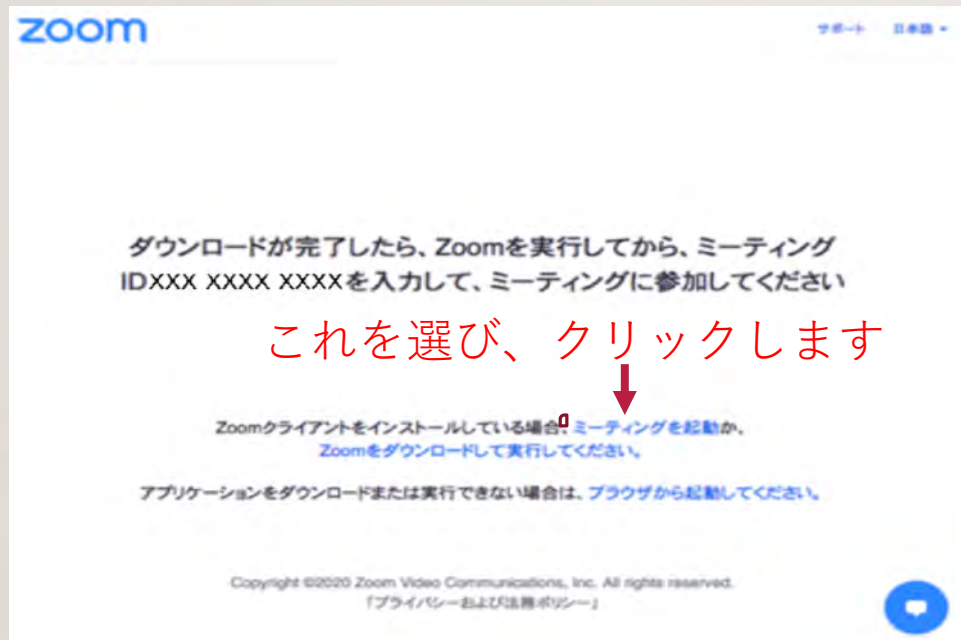 zoom
サポート 日本語
ダウンロードが完了したら、Zoomを実行してから、ミーティング
IDXXX XXXX XXXXを入力して、ミーティングに参加してください
これを選び、クリックします
Zoomクライアントをインストールしている場合、ミーティングを起動か、
Zoomをダウンロードして実行してください。
アプリケーションをダウンロードまたは実行できない場合は、ブラウザから起動してください。
Copyright ©2020 Zoom Video Communications, Inc. All rights reserved.
「プライバシーおよび法務ポリシー」